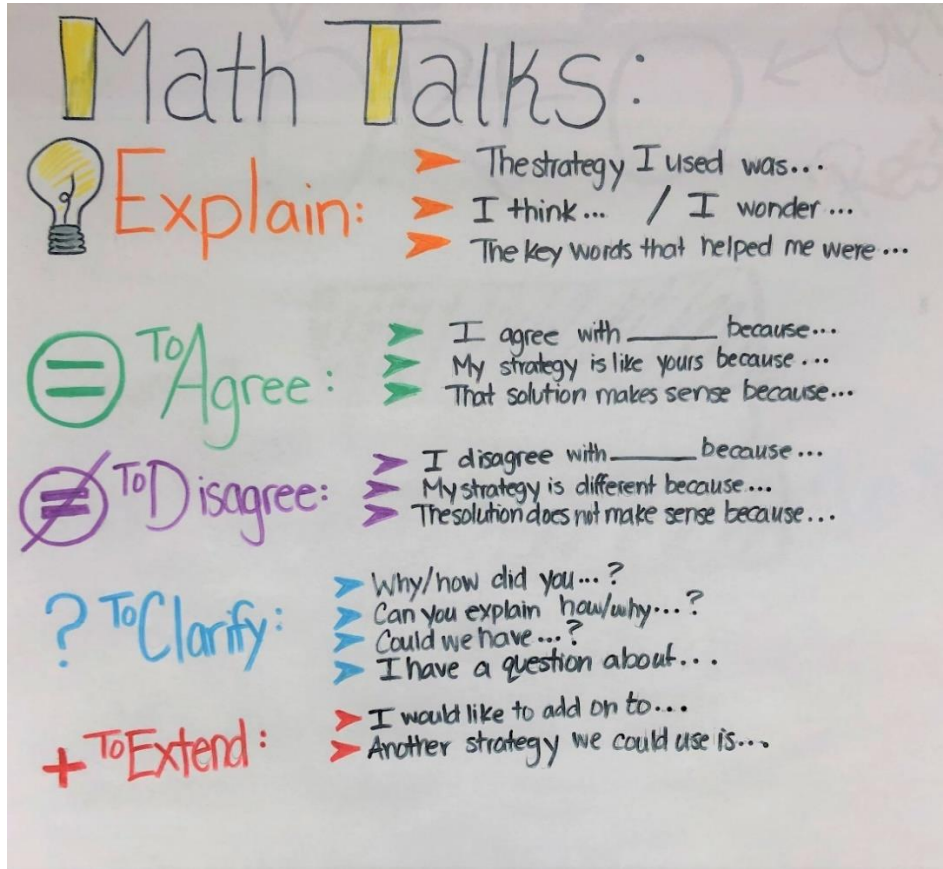 Math Talks:
Explain:
The strategy I used was...
I think... / I wonder...
The key words that helped me were...
To Agree:
I agree with ______ because...
My strategy is like yours because...
That solution makes sense because...
To Disagree:
I disagree with ______ because...
My strategy is different because...
The solution does not make sense because...
? To Clarify:
Why/how did you...?
Can you explain how/why...?
Could we have...?
I have a question about...
+ To Extend:
I would like to add on to...
Another strategy we could use is...